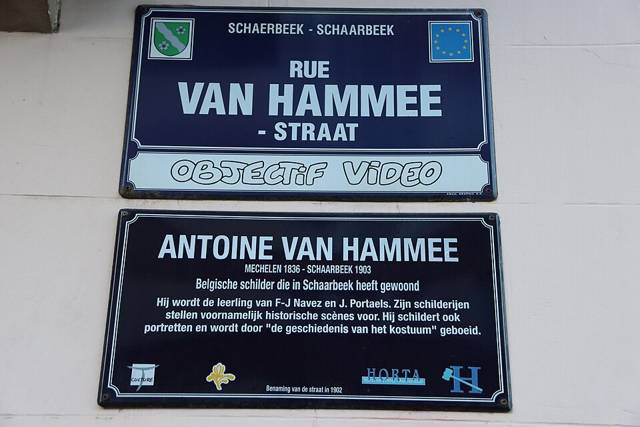 SCHAERBEEK - SCHAARBEEK
RUE
VAN HAMMEE
- STRAAT
OBJECTIF VIDEO
ANTOINE VAN HAMMEE
MECHELEN 1836 - SCHAARBEEK 1903
Belgische schilder die in Schaarbeek heeft gewoond
Hij wordt de leerling van F-J Navez en J. Portaels. Zijn schilderijen
stellen voornamelijk historische scènes voor. Hij schildert ook
portretten en wordt door "de geschiedenis van het kostuum" geboeid.
CULTURE
HORTA
H
Benaming van de straat in 1902